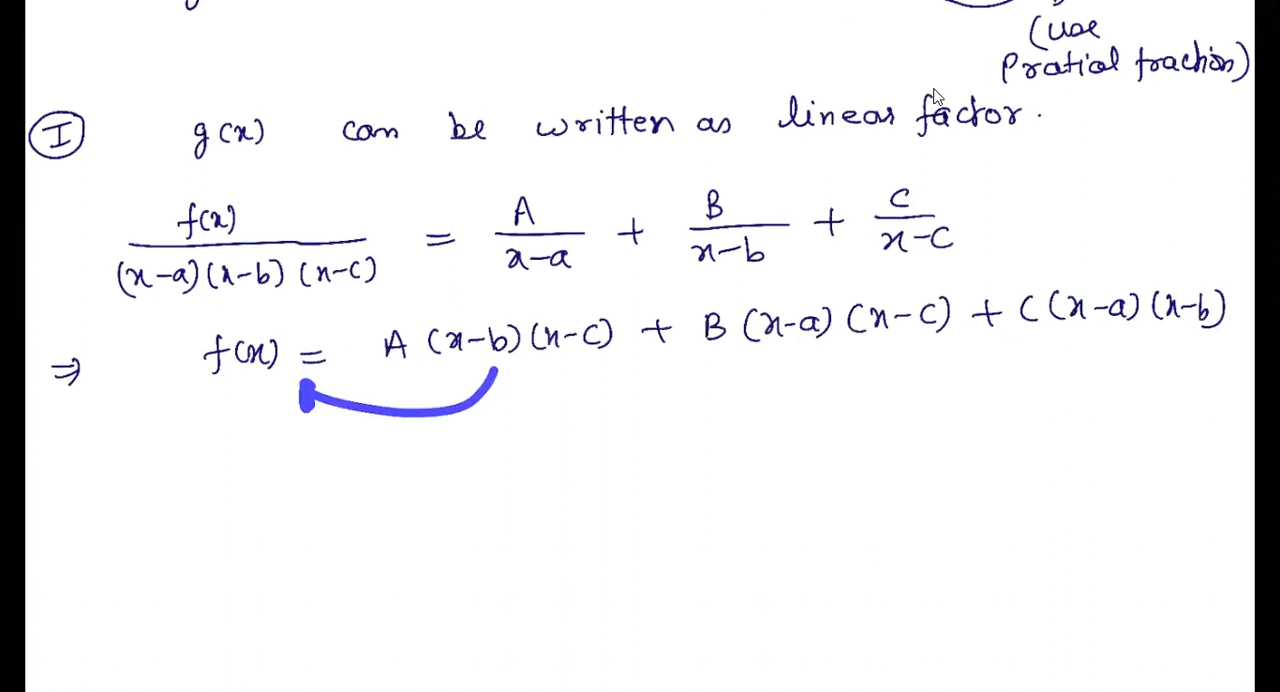 (use
Pratial fraction)
I g(x) can be written as linear factor.
f(x)/(x-a)(x-b)(x-c) = A/x-a + B/x-b + C/x-c
⇒ f(x) = A (x-b)(x-c) + B (x-a)(x-c) + C(x-a)(x-b)